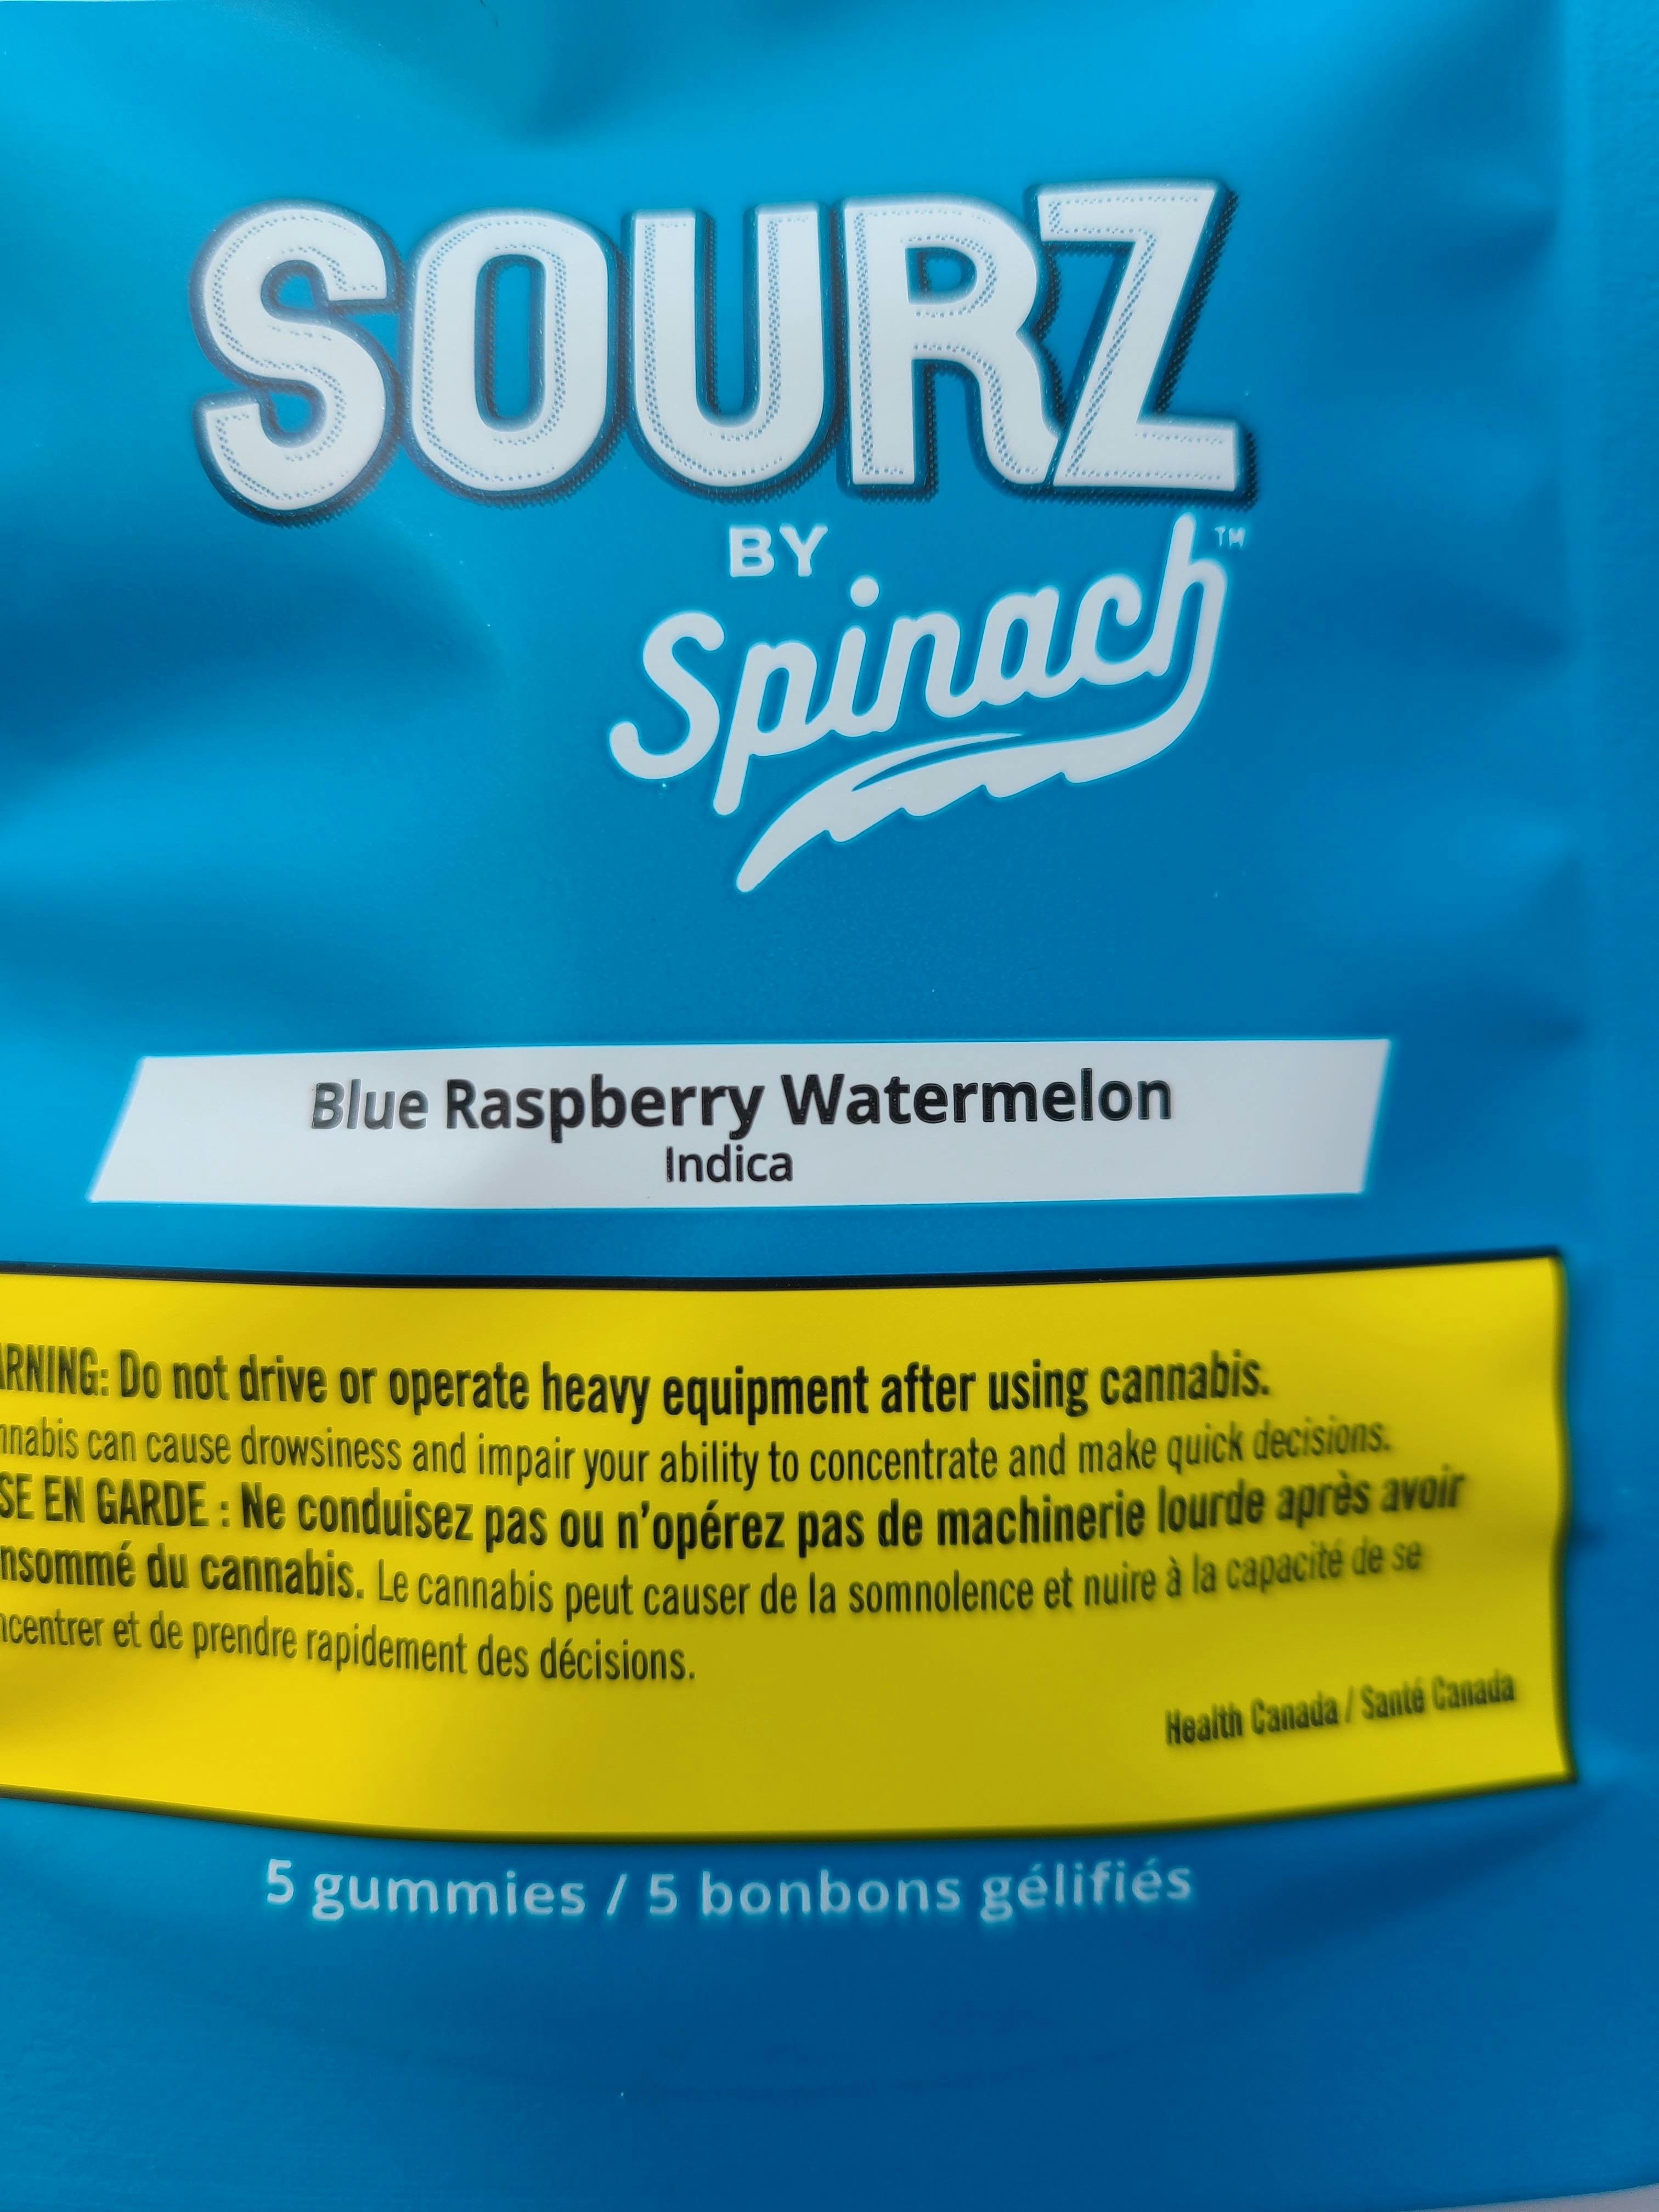 SOURZ
BY
Spinach™
Blue Raspberry Watermelon
Indica
ARNING: Do not drive or operate heavy equipment after using cannabis.
nnabis can cause drowsiness and impair your ability to concentrate and make quick decisions.
SE EN GARDE : Ne conduisez pas ou n'opérez pas de machinerie lourde après avoir
nsommé du cannabis. Le cannabis peut causer de la somnolence et nuire à la capacité de se
ncentrer et de prendre rapidement des décisions.
Health Canada / Santé Canada
5 gummies / 5 bonbons gélifiés